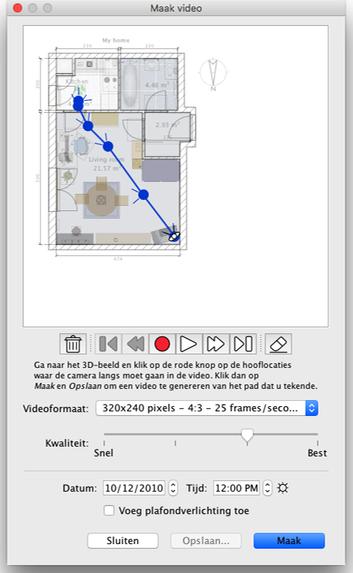 Maak video
My home
Kitchen
4.46 m²
N
2.93 m²
Living room
21.57 m²
Ga naar het 3D-beeld en klik op de rode knop op de hooflocaties
waar de camera langs moet gaan in de video. Klik dan op
Maak en Opslaan om een video te genereren van het pad dat u tekende.
Videoformaat: 320x240 pixels - 4:3 - 25 frames/seco...
Kwaliteit:
Snel Best
Datum: 10/12/2010 Tijd: 12:00 PM
Voeg plafondverlichting toe
Sluiten Opslaan... Maak